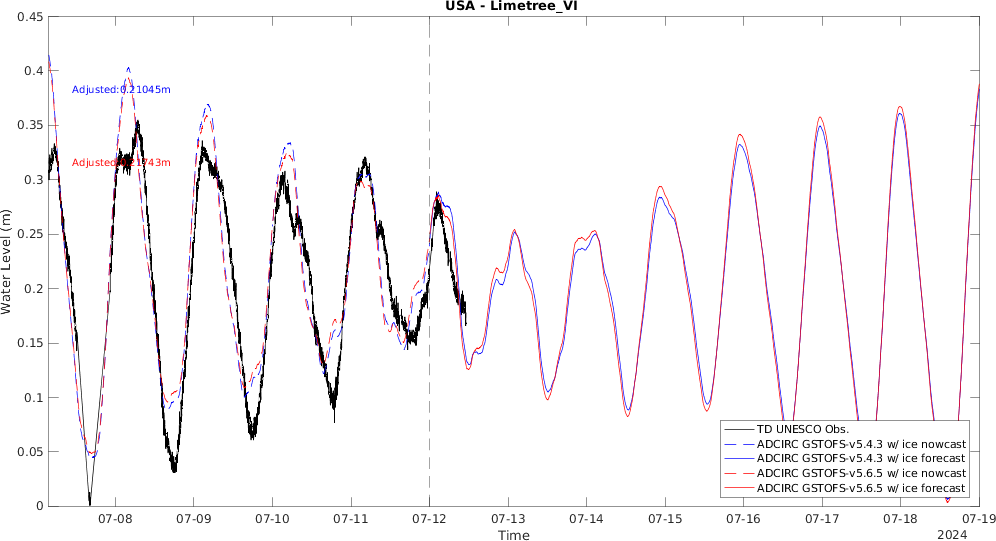 USA - Limetree_VI
0.45
0.4
0.35
0.3
0.25
0.2
0.15
0.1
0.05
0
Water Level (m)
Adjusted:0.21045m
TD UNESCO Obs.
ADCIRC GSTOFS-v5.4.3 w/ ice nowcast
ADCIRC GSTOFS-v5.4.3 w/ ice forecast
ADCIRC GSTOFS-v5.6.5 w/ ice nowcast
ADCIRC GSTOFS-v5.6.5 w/ ice forecast
07-08 07-09 07-10 07-11 07-12 07-13 07-14 07-15 07-16 07-17 07-18 07-19
Time
2024